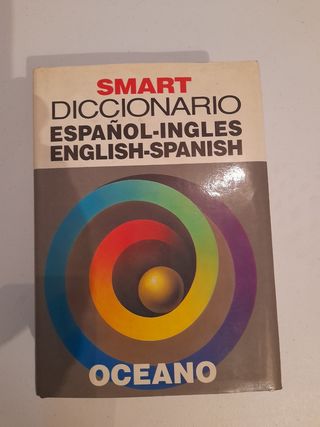 SMART
DICCIONARIO
ESPAÑOL-INGLES
ENGLISH-SPANISH
OCEANO